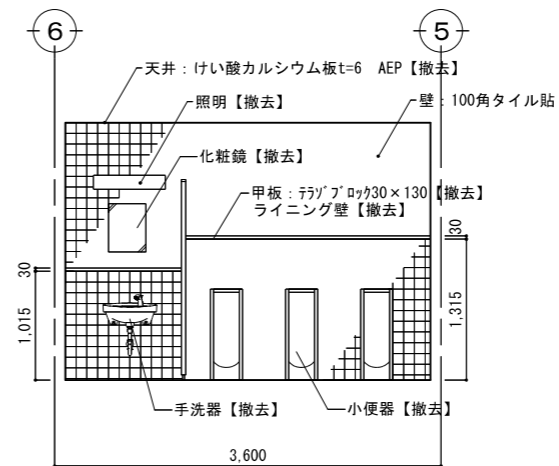 6
5
天井：けい酸カルシウム板t=6 AEP【撤去】
照明【撤去】
壁：100角タイル貼
化粧鏡【撤去】
甲板：ﾃﾗｿﾞﾌﾞﾛｯｸ30×130【撤去】
ライニング壁【撤去】
30
30
1,015
1,315
手洗器【撤去】
小便器【撤去】
3,600